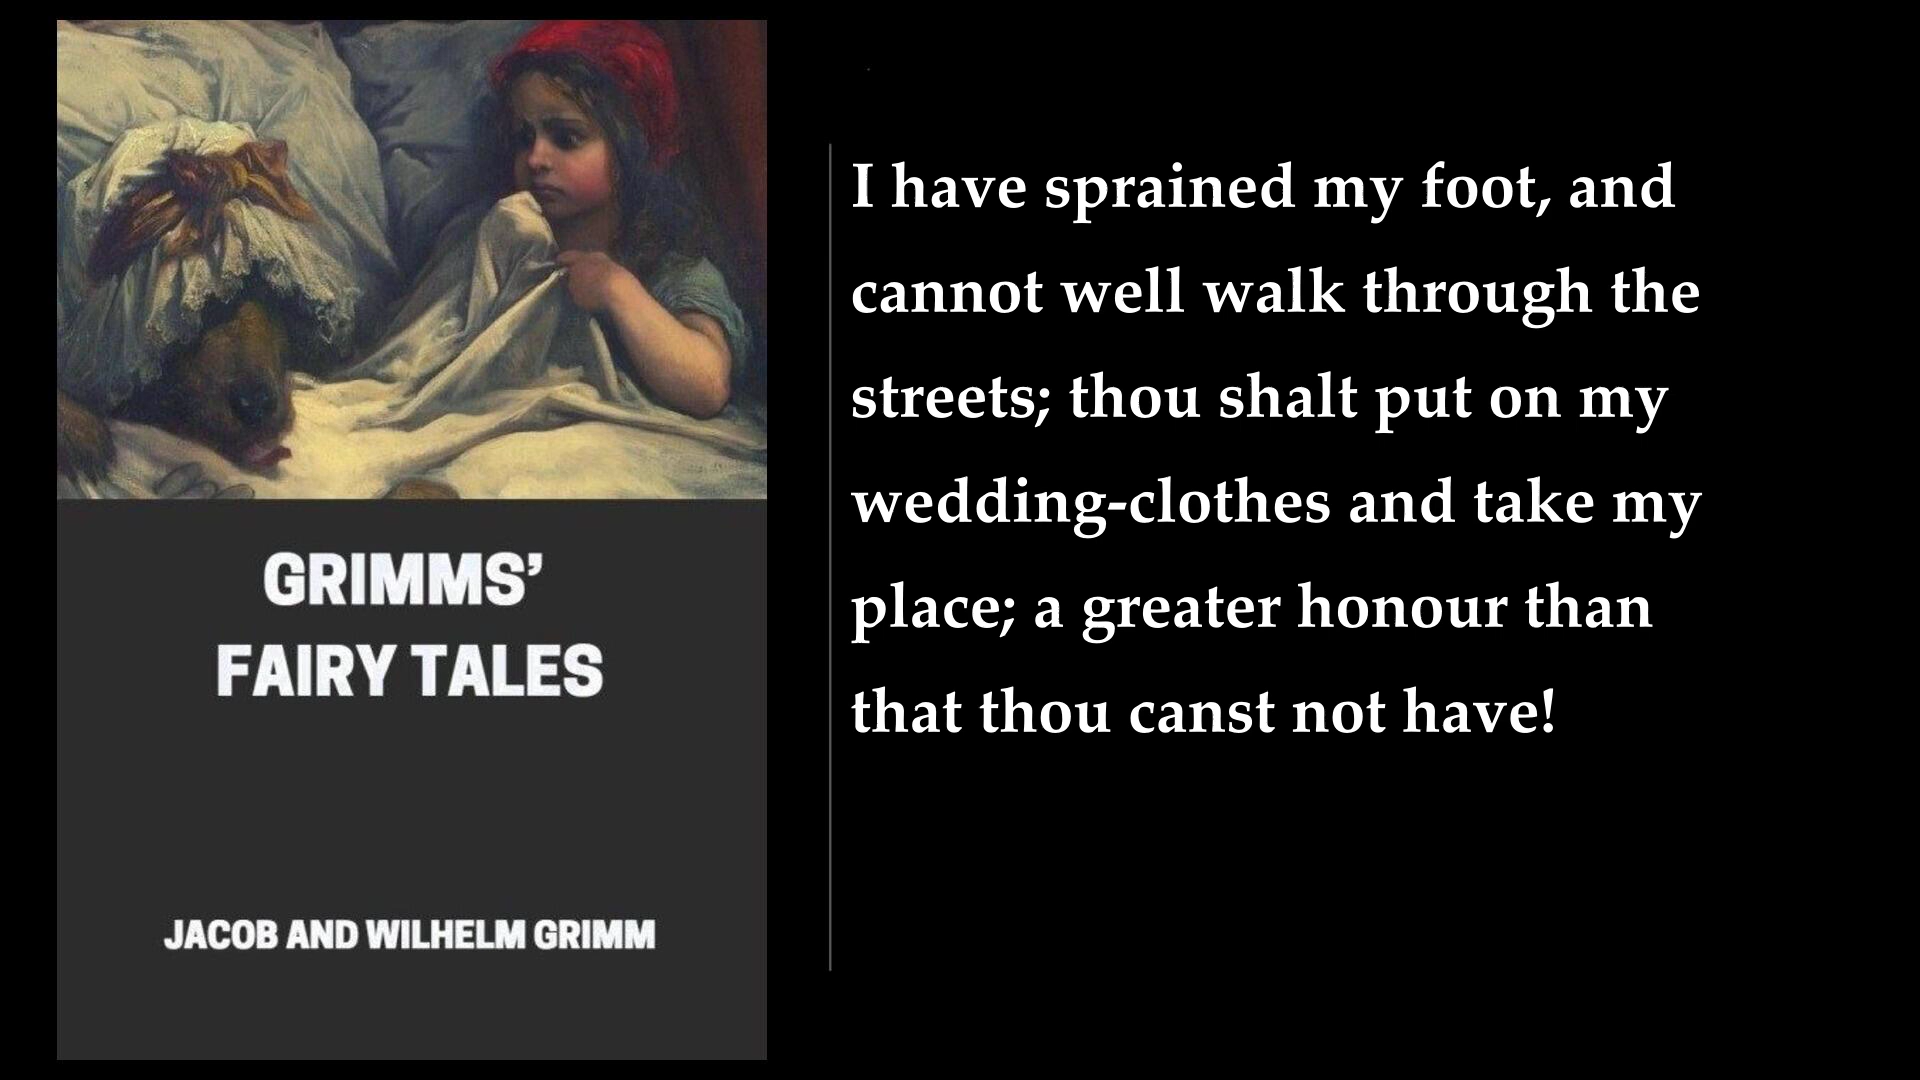 GRIMMS’
FAIRY TALES
JACOB AND WILHELM GRIMM
I have sprained my foot, and
cannot well walk through the
streets; thou shalt put on my
wedding-clothes and take my
place; a greater honour than
that thou canst not have!